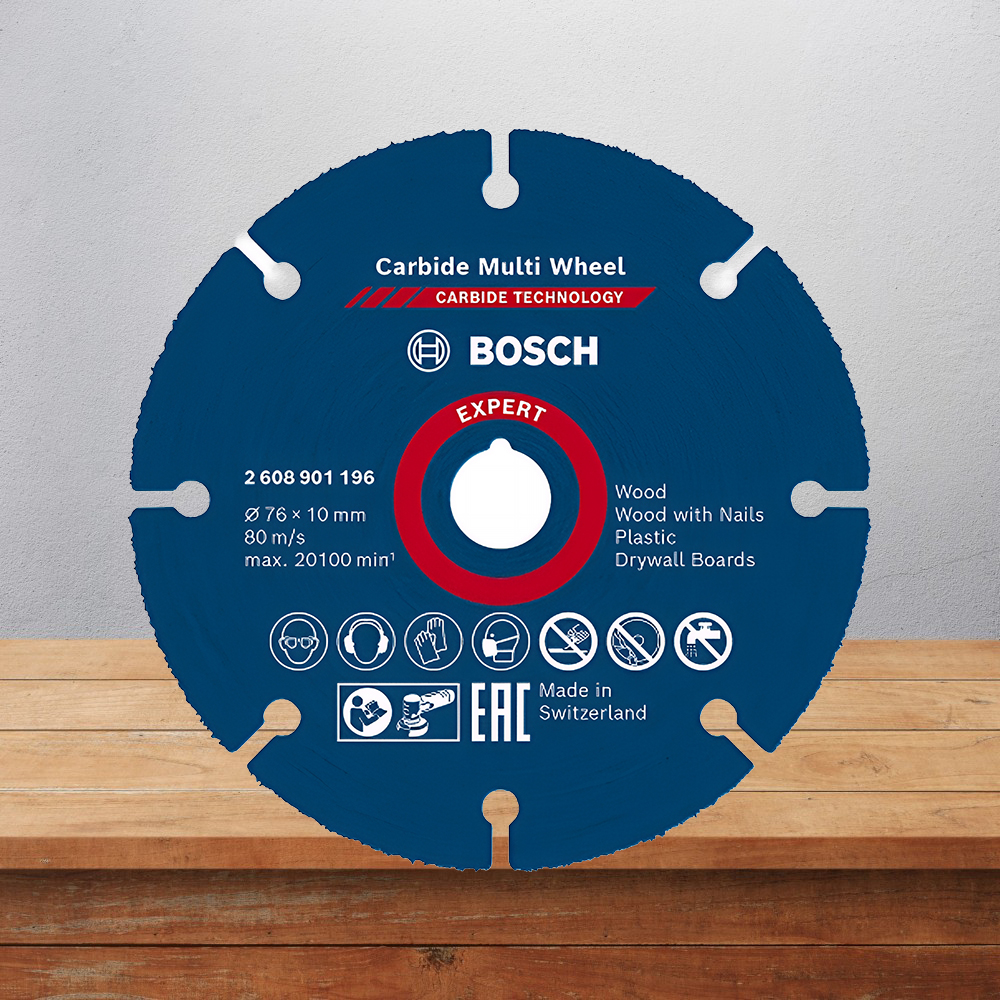 Carbide Multi Wheel
CARBIDE TECHNOLOGY
BOSCH
EXPERT
2 608 901 196
Ø 76 × 10 mm
80 m/s
max. 20100 min¹
Wood
Wood with Nails
Plastic
Drywall Boards
EAC
Made in
Switzerland